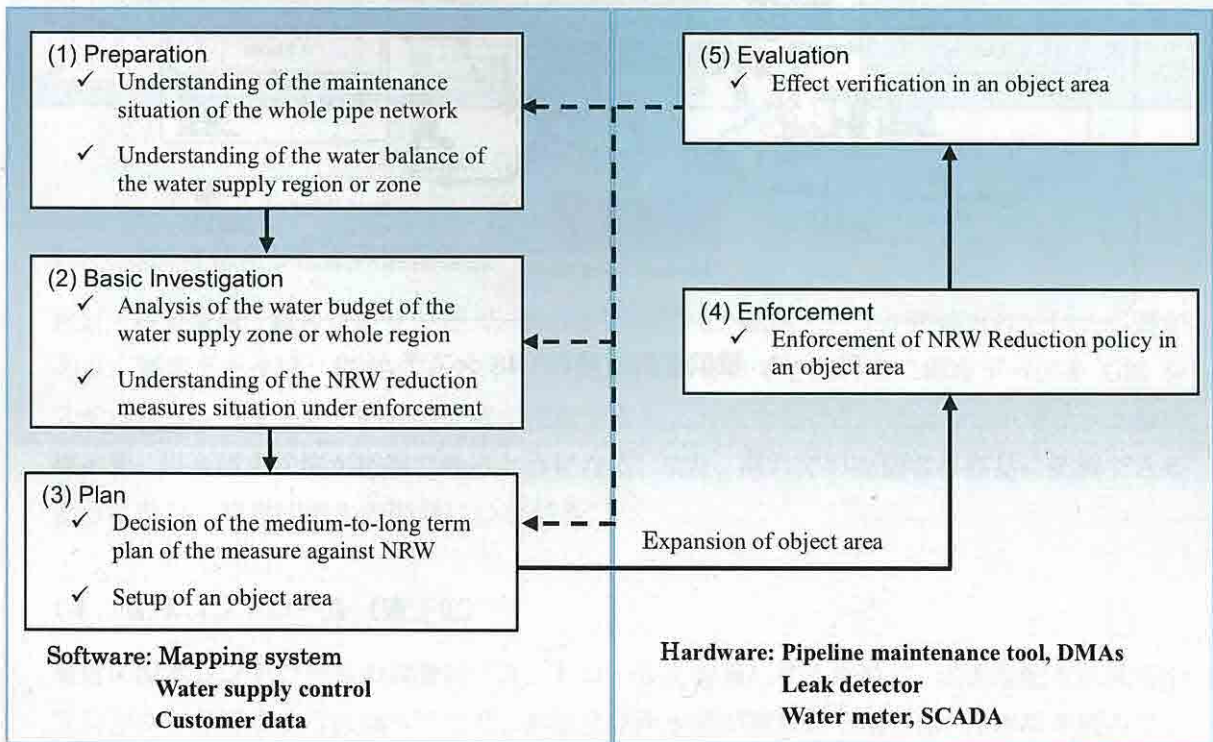 (1) Preparation
✓ Understanding of the maintenance
situation of the whole pipe network
✓ Understanding of the water balance of
the water supply region or zone
(2) Basic Investigation
✓ Analysis of the water budget of the
water supply zone or whole region
✓ Understanding of the NRW reduction
measures situation under enforcement
(3) Plan
✓ Decision of the medium-to-long term
plan of the measure against NRW
✓ Setup of an object area
Software: Mapping system
Water supply control
Customer data
(5) Evaluation
✓ Effect verification in an object area
(4) Enforcement
✓ Enforcement of NRW Reduction policy in
an object area
Expansion of object area
Hardware: Pipeline maintenance tool, DMAs
Leak detector
Water meter, SCADA